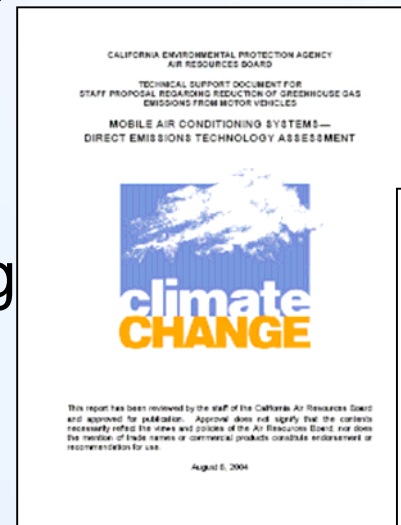 CALIFORNIA ENVIRONMENTAL PROTECTION AGENCY
AIR RESOURCES BOARD
TECHNICAL SUPPORT DOCUMENT FOR
STAFF PROPOSAL REGARDING REDUCTION OF GREENHOUSE GAS
EMISSIONS FROM MOTOR VEHICLES
MOBILE AIR CONDITIONING SYSTEMS—
DIRECT EMISSIONS TECHNOLOGY ASSESSMENT
g
climate
CHANGE
This report has been reviewed by the staff of the California Air Resources Board
and approved for publication. Approval does not signify that the contents
necessarily reflect the views and policies of the Air Resources Board, nor does
the mention of trade names or commercial products constitute endorsement or
recommendation for use.
August 6, 2004